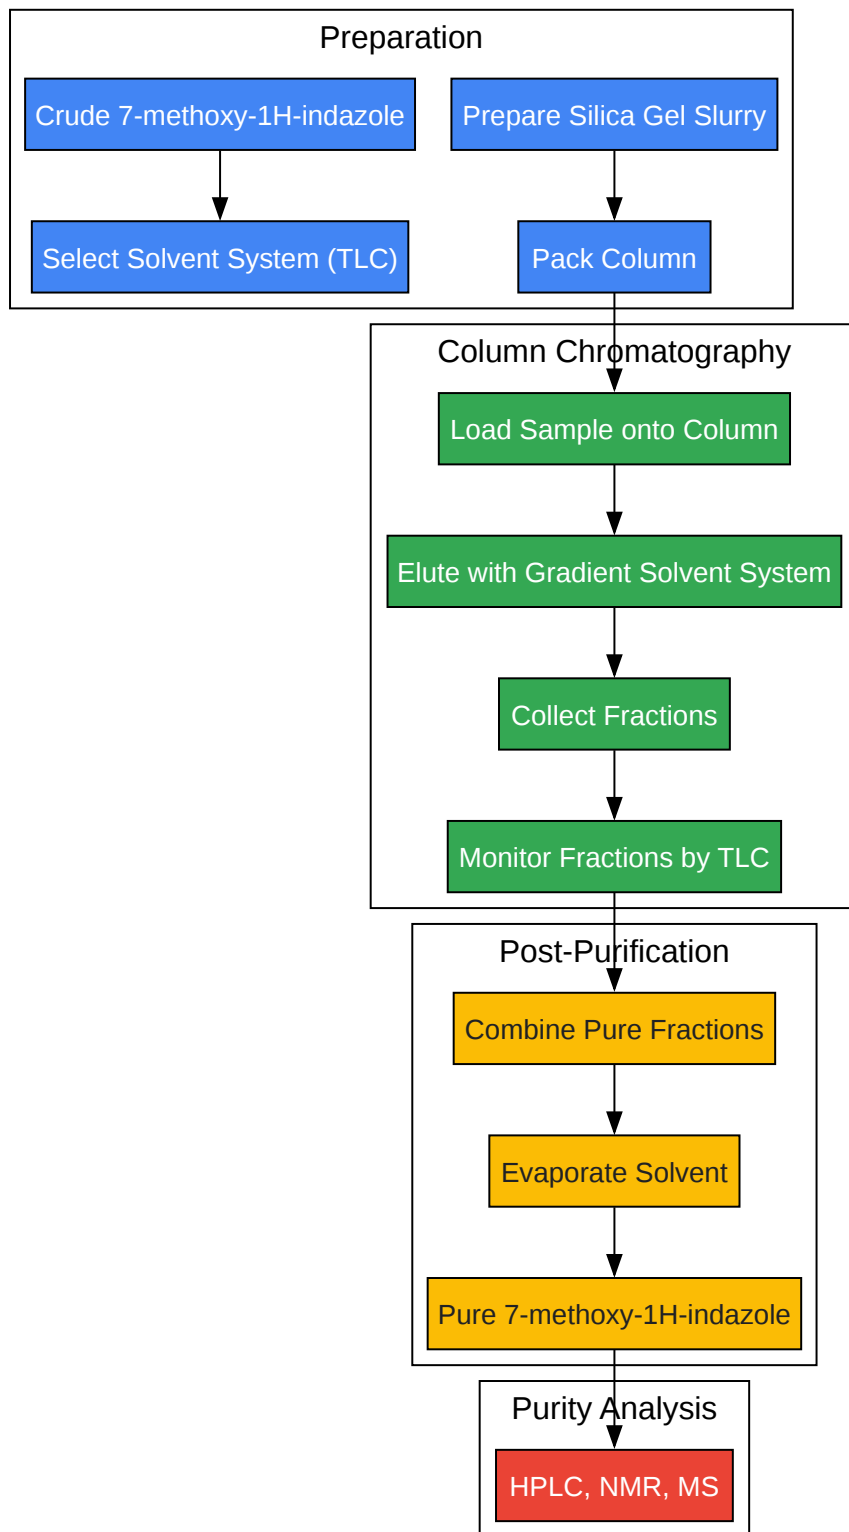 Preparation
Crude 7-methoxy-1H-indazole
Prepare Silica Gel Slurry
Select Solvent System (TLC)
Pack Column
Column Chromatography
Load Sample onto Column
Elute with Gradient Solvent System
Collect Fractions
Monitor Fractions by TLC
Post-Purification
Combine Pure Fractions
Evaporate Solvent
Pure 7-methoxy-1H-indazole
Purity Analysis
HPLC, NMR, MS